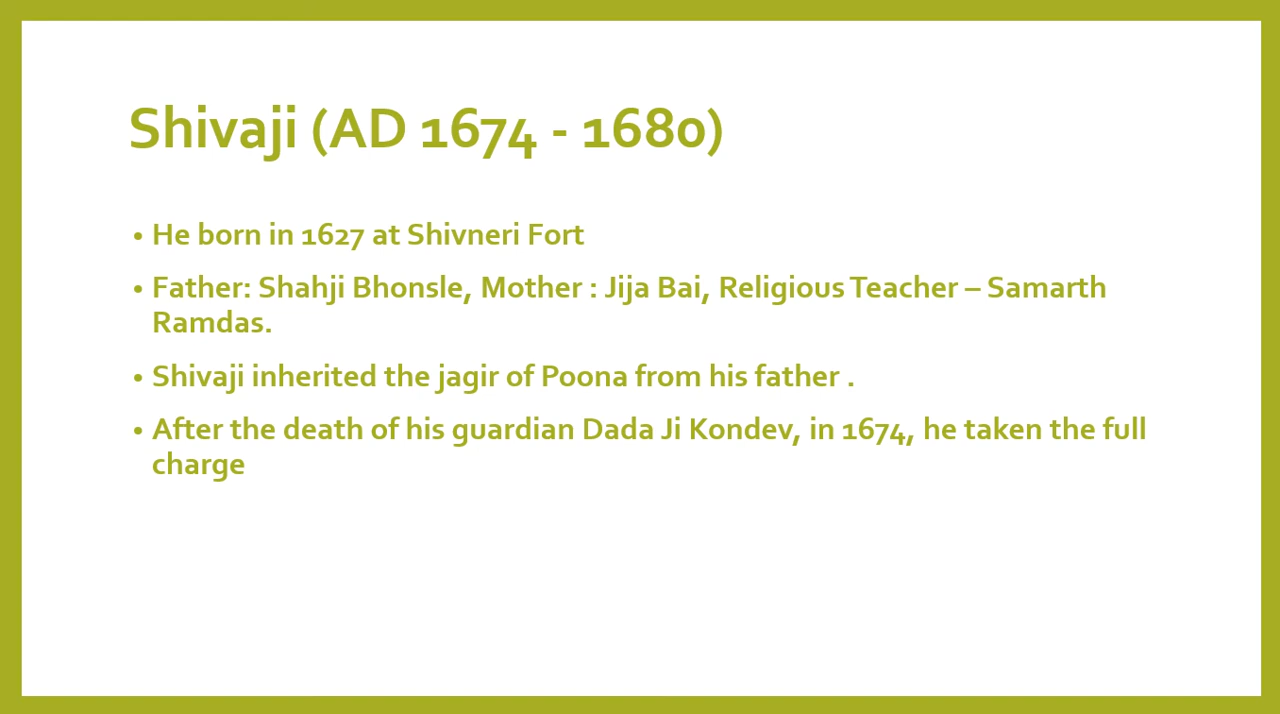 Shivaji (AD 1674 - 1680)
• He born in 1627 at Shivneri Fort
• Father: Shahji Bhonsle, Mother : Jija Bai, Religious Teacher – Samarth
Ramdas.
• Shivaji inherited the jagir of Poona from his father .
• After the death of his guardian Dada Ji Kondev, in 1674, he taken the full
charge